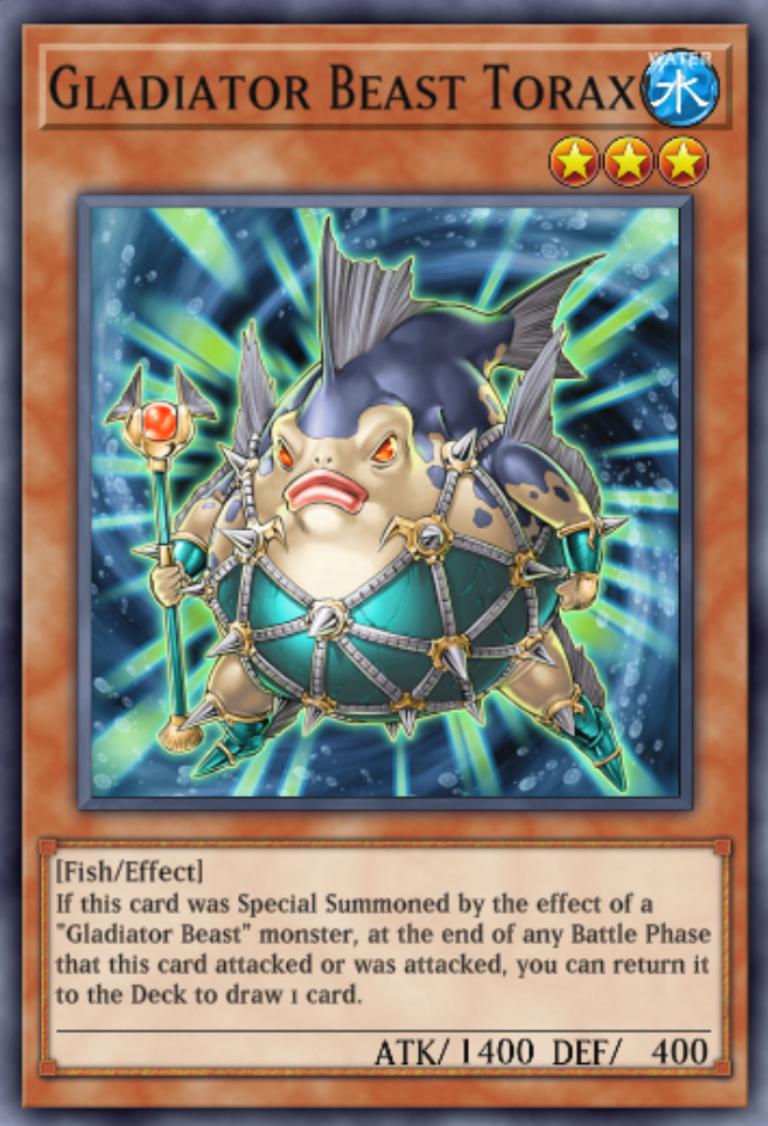 GLADIATOR BEAST TORAX
WATER
水
[Fish/Effect]
If this card was Special Summoned by the effect of a
"Gladiator Beast" monster, at the end of any Battle Phase
that this card attacked or was attacked, you can return it
to the Deck to draw 1 card.
ATK/ 1400 DEF/ 400